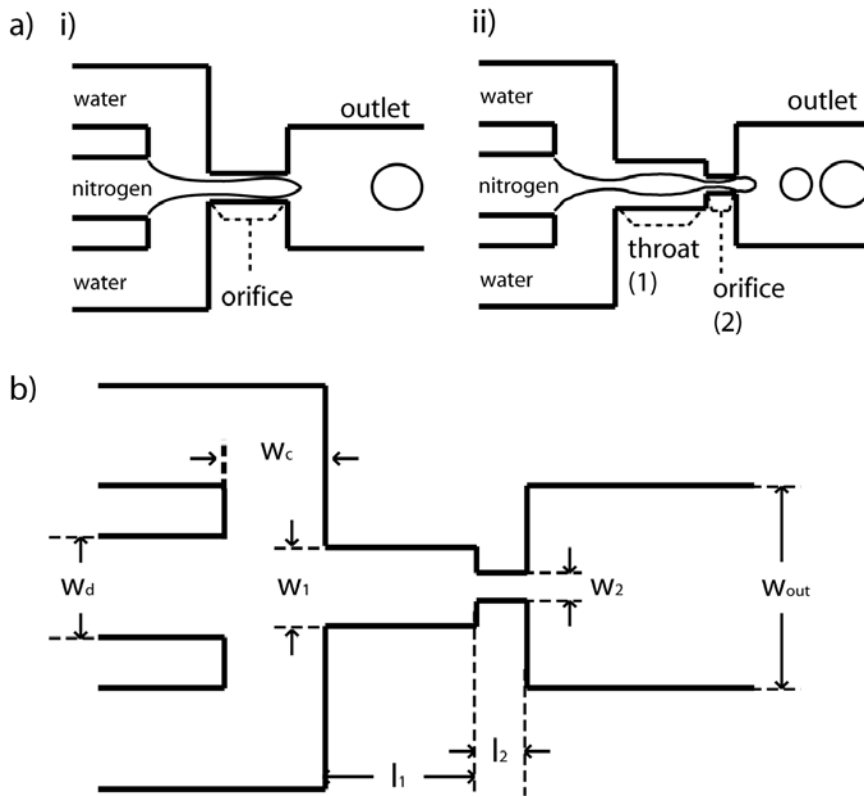 a) i)
water
nitrogen
water
outlet
orifice
ii)
water
nitrogen
water
outlet
throat
(1)
orifice
(2)
b)
wc
wd
w1
w2
wout
l1
l2